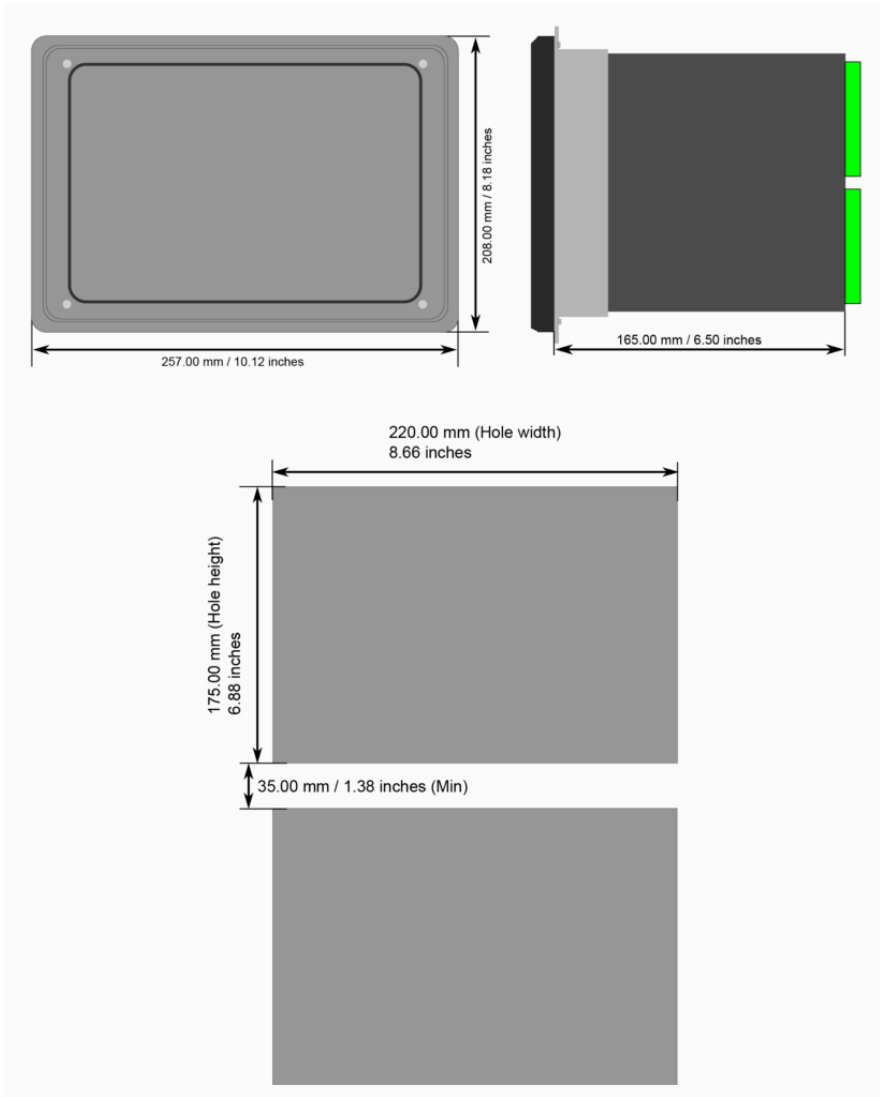 208.00 mm / 8.18 inches
257.00 mm / 10.12 inches
165.00 mm / 6.50 inches
220.00 mm (Hole width)
8.66 inches
175.00 mm (Hole height)
6.88 inches
35.00 mm / 1.38 inches (Min)